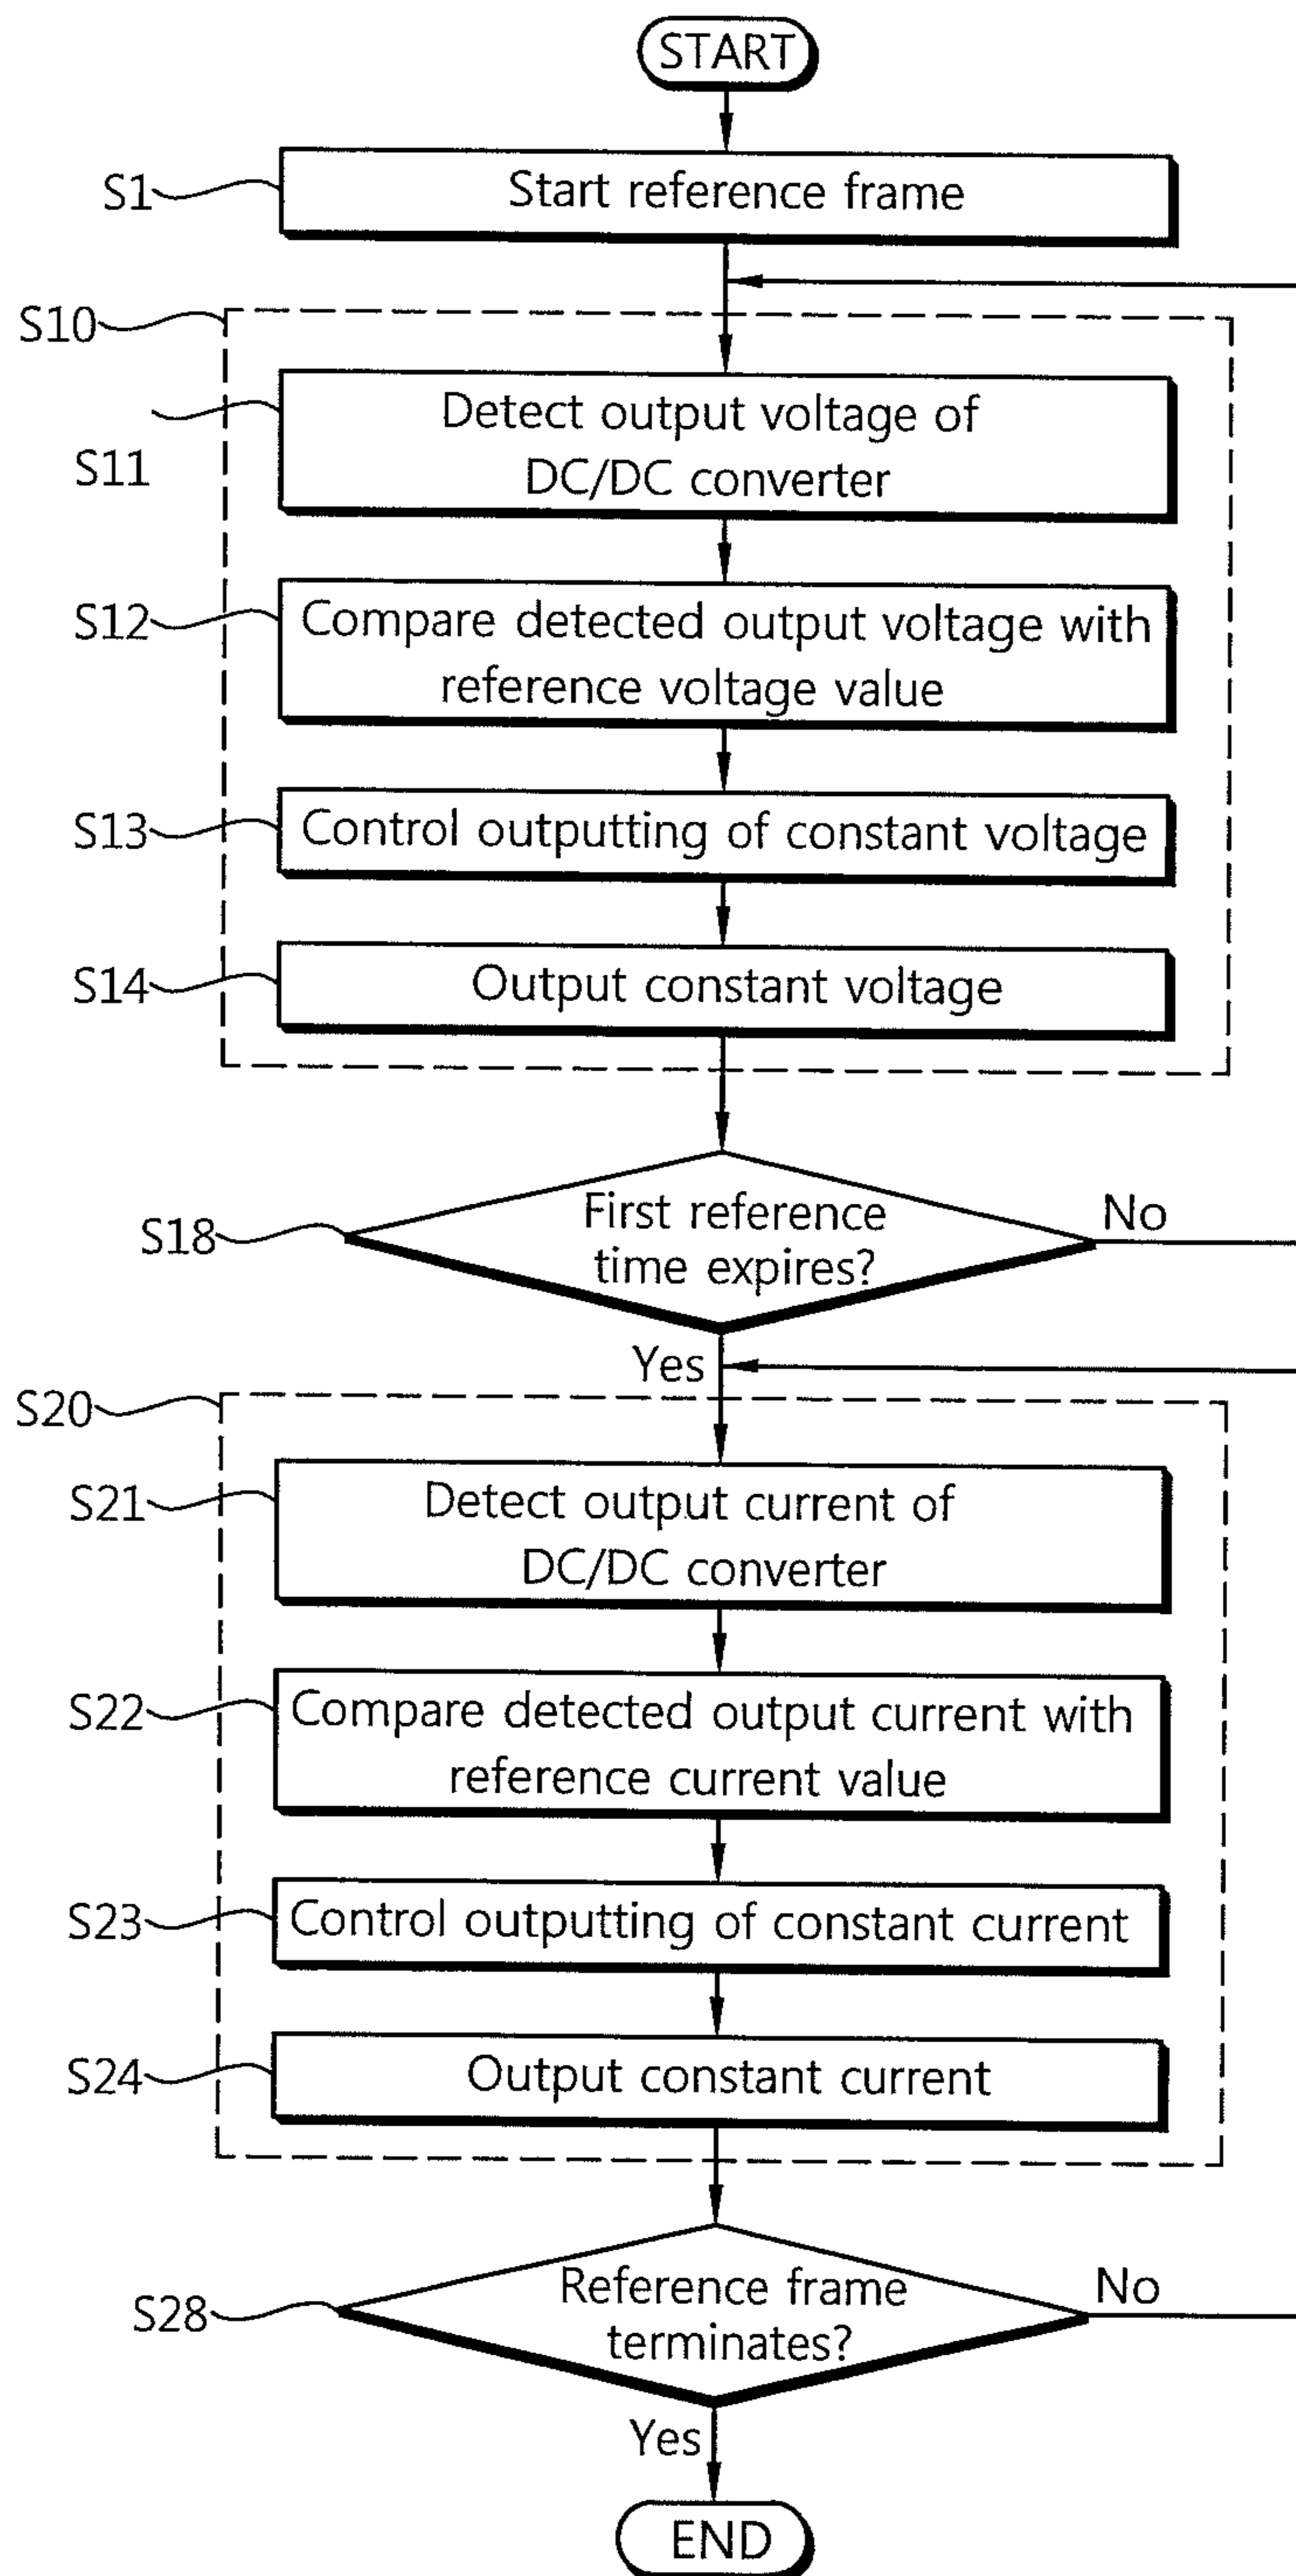 START
S1
Start reference frame
S10
S11
Detect output voltage of
DC/DC converter
S12
Compare detected output voltage with
reference voltage value
S13
Control outputting of constant voltage
S14
Output constant voltage
S18
First reference
time expires?
No
Yes
S20
S21
Detect output current of
DC/DC converter
S22
Compare detected output current with
reference current value
S23
Control outputting of constant current
S24
Output constant current
S28
Reference frame
terminates?
No
Yes
END